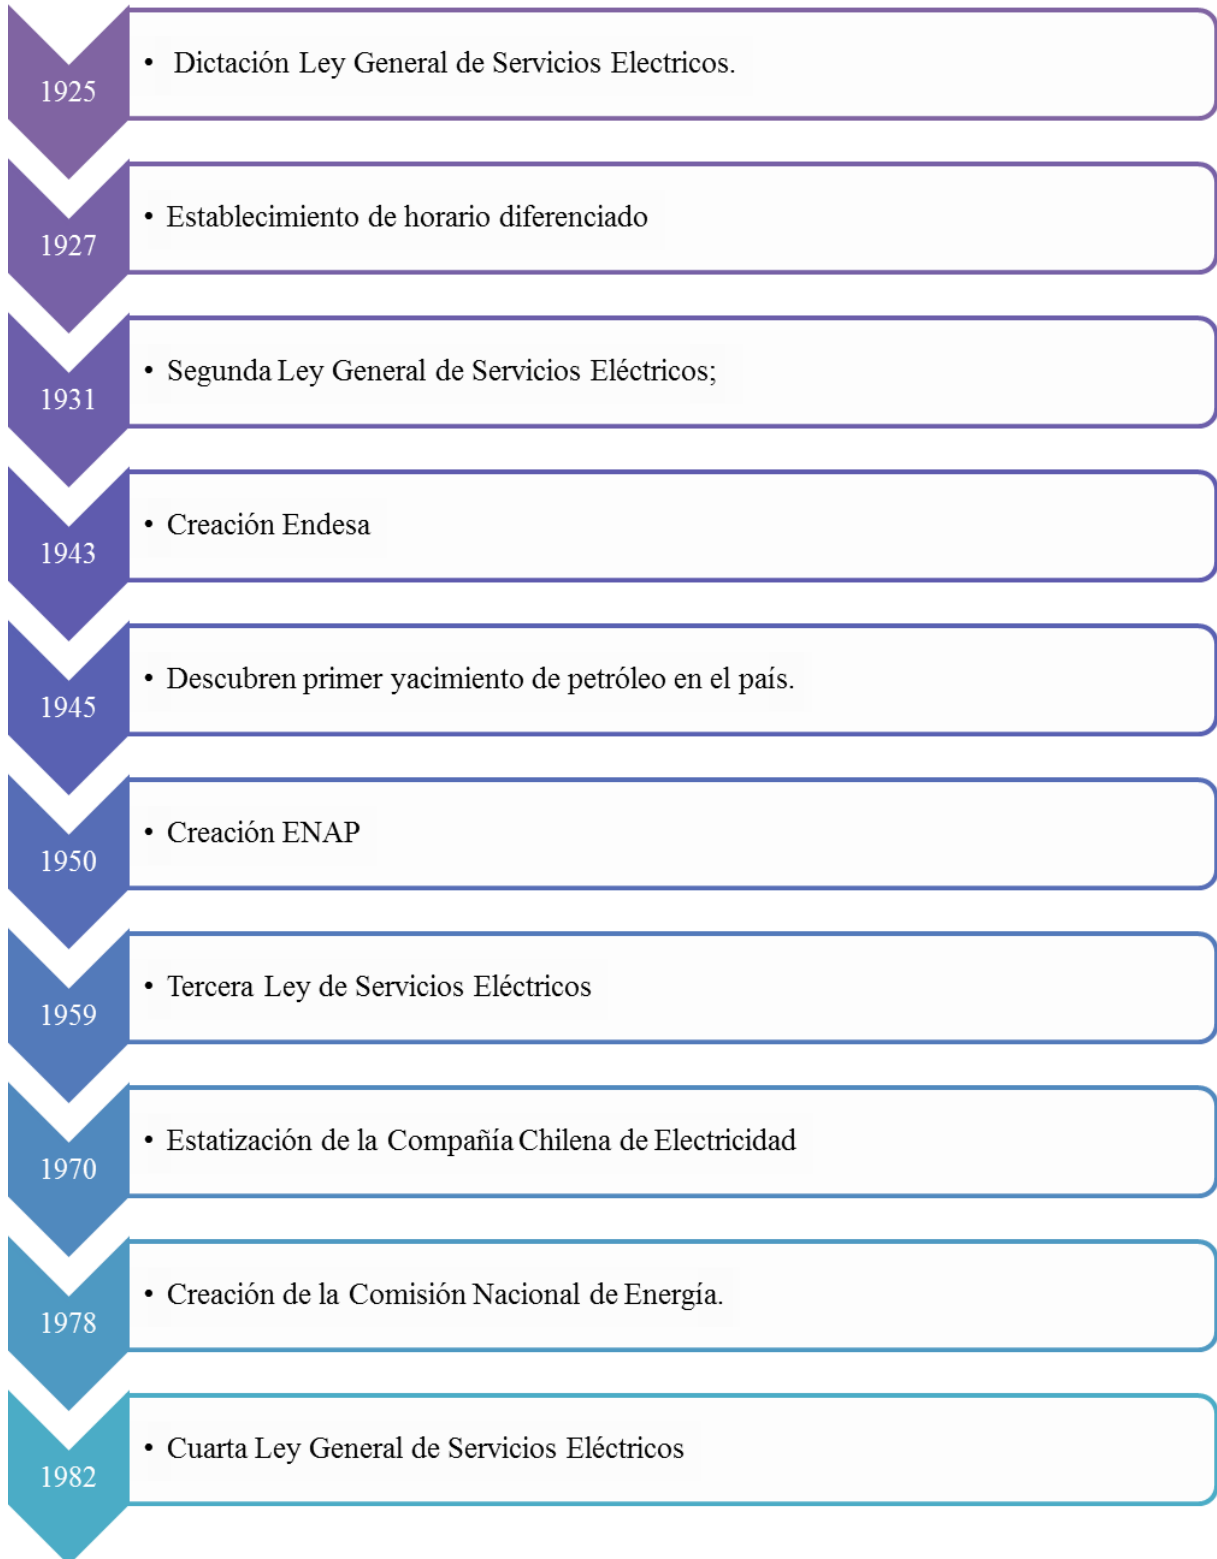 1925
• Dictación Ley General de Servicios Electricos.
1927
• Establecimiento de horario diferenciado
1931
• Segunda Ley General de Servicios Eléctricos;
1943
• Creación Endesa
1945
• Descubren primer yacimiento de petróleo en el país.
1950
• Creación ENAP
1959
• Tercera Ley de Servicios Eléctricos
1970
• Estatización de la Compañía Chilena de Electricidad
1978
• Creación de la Comisión Nacional de Energía.
1982
• Cuarta Ley General de Servicios Eléctricos